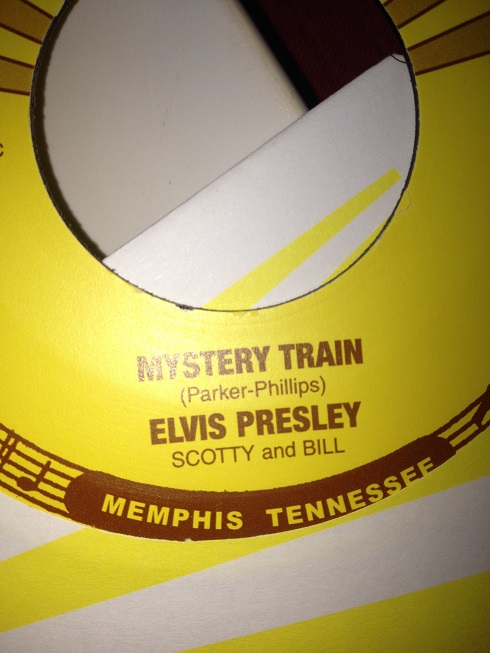 MYSTERY TRAIN
(Parker-Phillips)
ELVIS PRESLEY
SCOTTY and BILL
MEMPHIS TENNESSEE